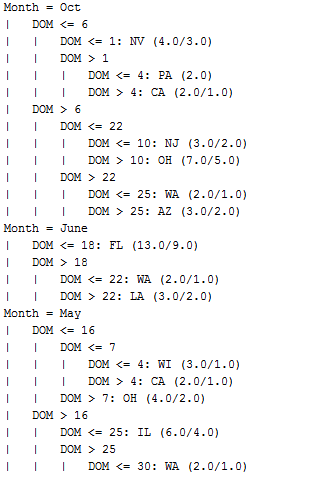 Month = Oct
|   DOM <= 6
|   |   DOM <= 1: NV (4.0/3.0)
|   |   DOM > 1
|   |   |   DOM <= 4: PA (2.0)
|   |   |   DOM > 4: CA (2.0/1.0)
|   DOM > 6
|   |   DOM <= 22
|   |   |   DOM <= 10: NJ (3.0/2.0)
|   |   |   DOM > 10: OH (7.0/5.0)
|   |   DOM > 22
|   |   |   DOM <= 25: WA (2.0/1.0)
|   |   |   DOM > 25: AZ (3.0/2.0)
Month = June
|   DOM <= 18: FL (13.0/9.0)
|   DOM > 18
|   |   DOM <= 22: WA (2.0/1.0)
|   |   DOM > 22: LA (3.0/2.0)
Month = May
|   DOM <= 16
|   |   DOM <= 7
|   |   |   DOM <= 4: WI (3.0/1.0)
|   |   |   DOM > 4: CA (2.0/1.0)
|   |   DOM > 7: OH (4.0/2.0)
|   DOM > 16
|   |   DOM <= 25: IL (6.0/4.0)
|   |   DOM > 25
|   |   |   DOM <= 30: WA (2.0/1.0)